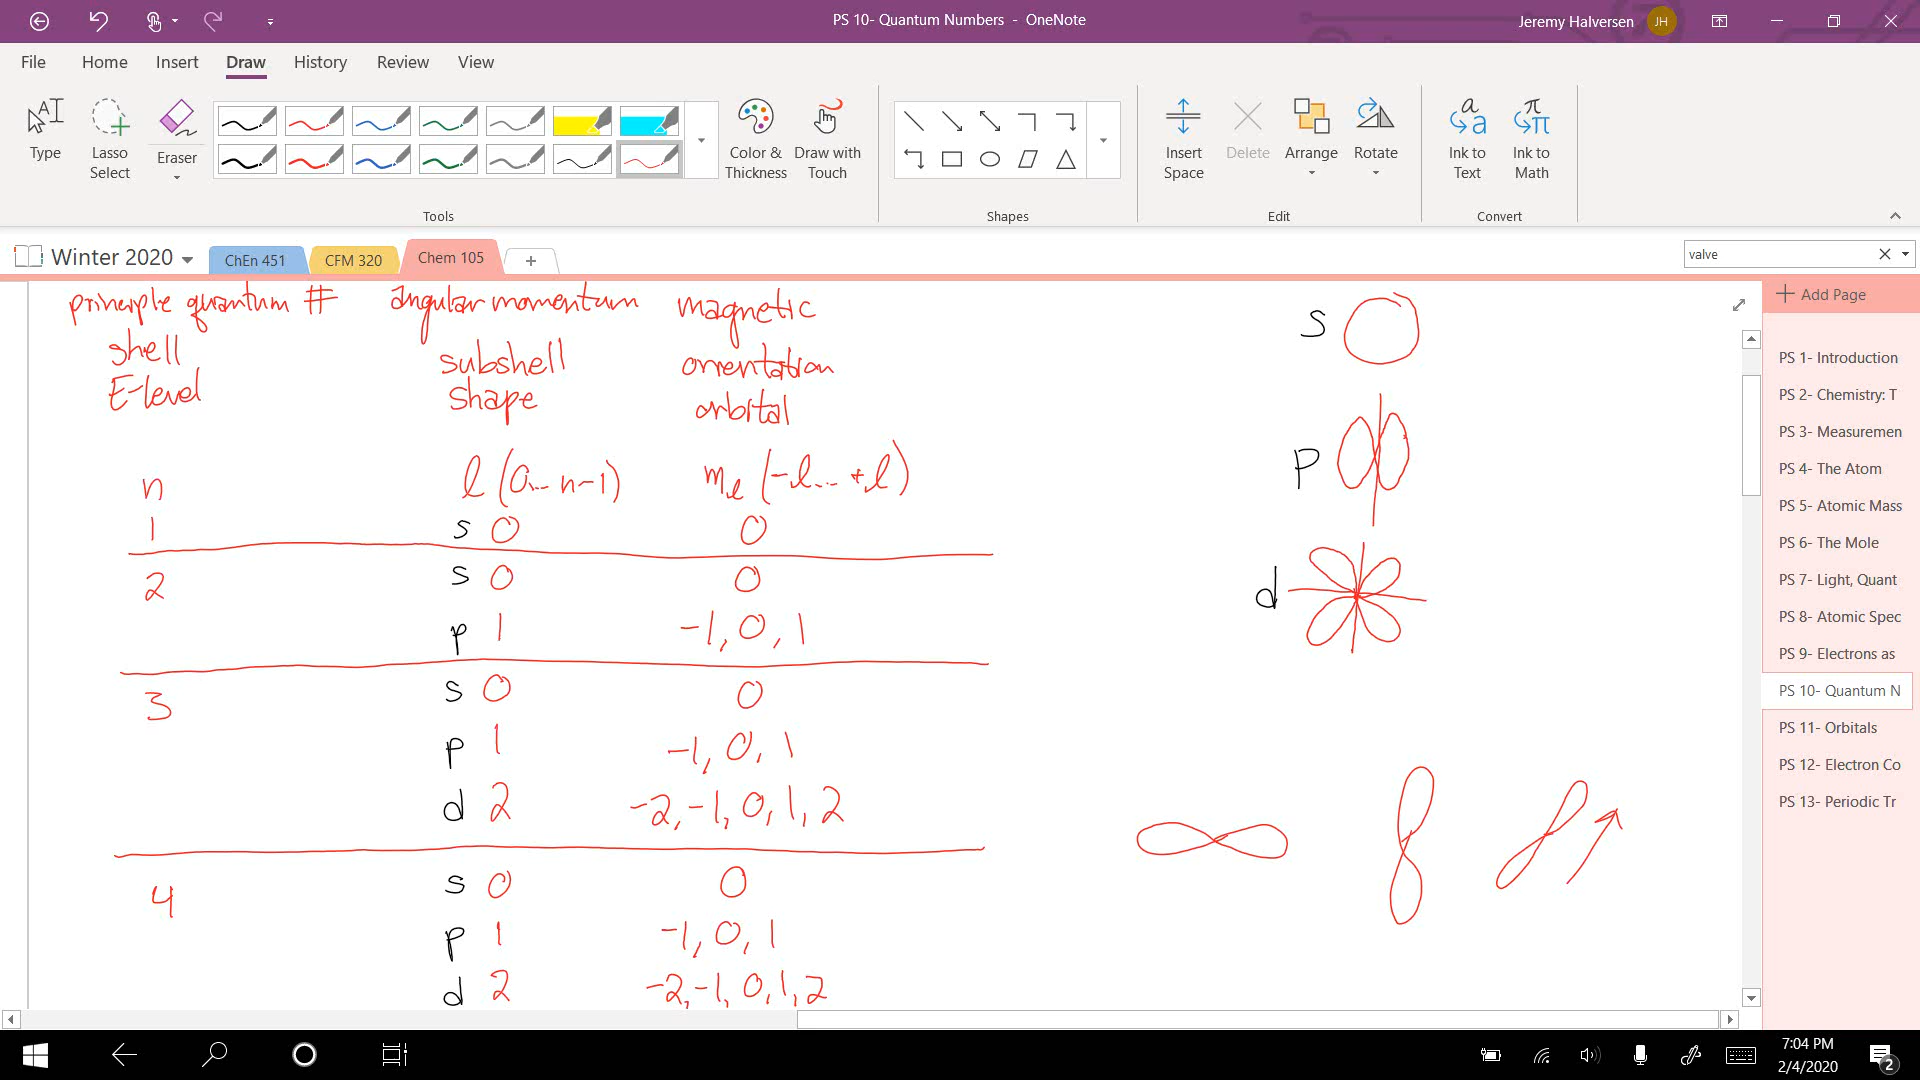 PS 10- Quantum Numbers - OneNote
Jeremy Halversen JH
File Home Insert Draw History Review View
Type
Lasso Select
Eraser
Color & Thickness
Draw with Touch
Insert Space
Delete
Arrange
Rotate
Ink to Text
Ink to Math
Tools Shapes Edit Convert
Winter 2020 ChEn 451 CFM 320 Chem 105 +
valve
principle quantum # angular momentum magnetic
shell subshell orientation
E-level shape orbital
n l (0... n-1) ml (-l... +l)
1 s 0 0
2 s 0 0
p 1 -1, 0, 1
3 s 0 0
p 1 -1, 0, 1
d 2 -2, -1, 0, 1, 2
4 s 0 0
p 1 -1, 0, 1
d 2 -2, -1, 0, 1, 2
s
p
d
Add Page
PS 1- Introduction
PS 2- Chemistry: T
PS 3- Measuremen
PS 4- The Atom
PS 5- Atomic Mass
PS 6- The Mole
PS 7- Light, Quant
PS 8- Atomic Spec
PS 9- Electrons as
PS 10- Quantum N
PS 11- Orbitals
PS 12- Electron Co
PS 13- Periodic Tr
7:04 PM
2/4/2020
2